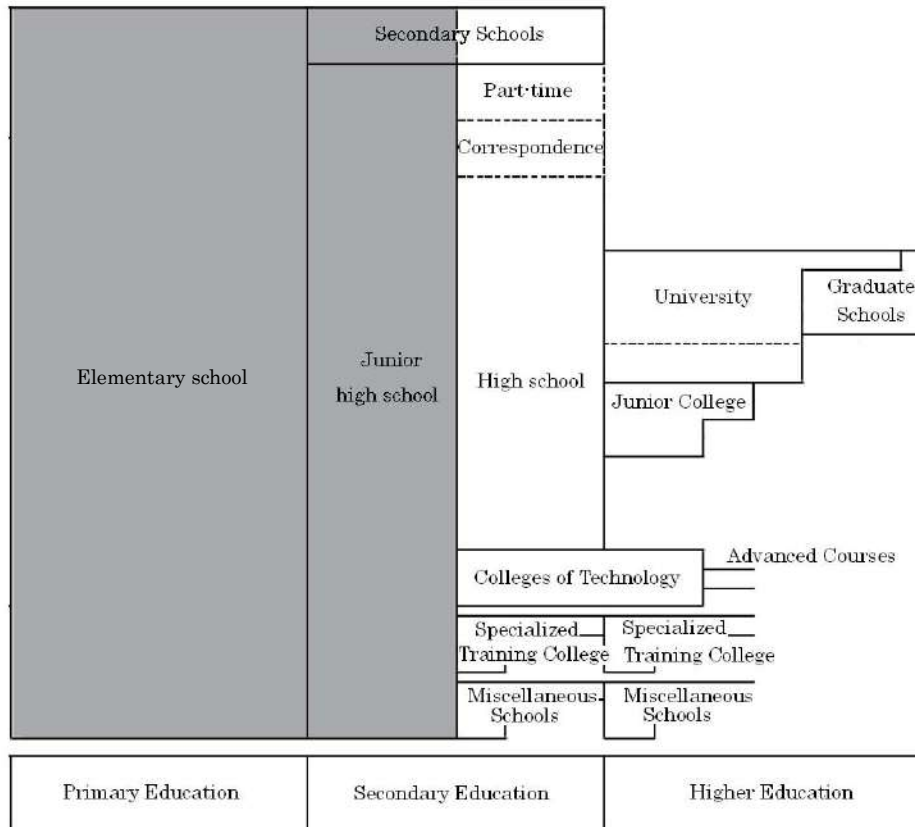 Secondary Schools
Part-time
Correspondence
University
Graduate
Schools
Elementary school
Junior
high school
High school
Junior College
Advanced Courses
Colleges of Technology
Specialized
Training College
Specialized
Training College
Miscellaneous
Schools
Miscellaneous
Schools
Primary Education
Secondary Education
Higher Education